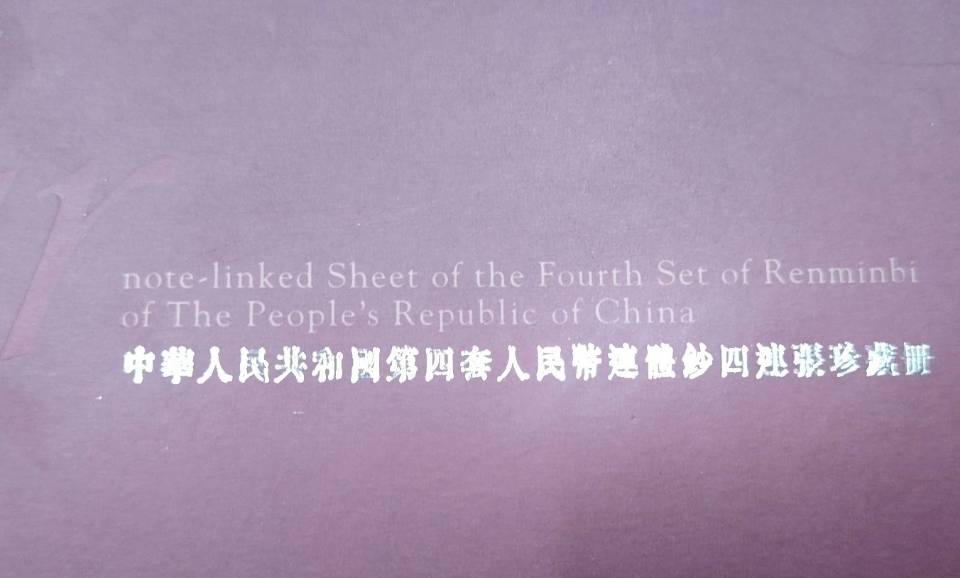 r
note-linked Sheet of the Fourth Set of Renminbi
of The People's Republic of China
中華人民共和國第四套人民幣連體鈔四連張珍藏冊